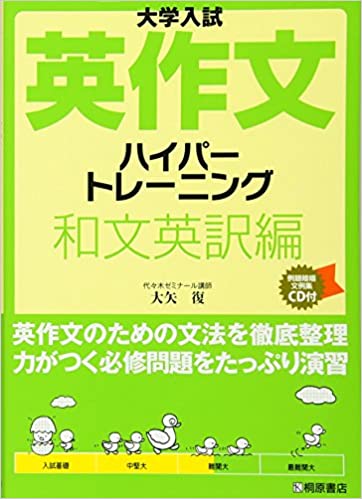 大学入試
英作文
ハイパー
トレーニング
和文英訳編
代々木ゼミナール講師
大矢 復
例題暗唱
文例集
CD付
英作文のための文法を徹底整理
力がつく必修問題をたっぷり演習
入試基礎 中堅大 難関大 最難関大
桐原書店